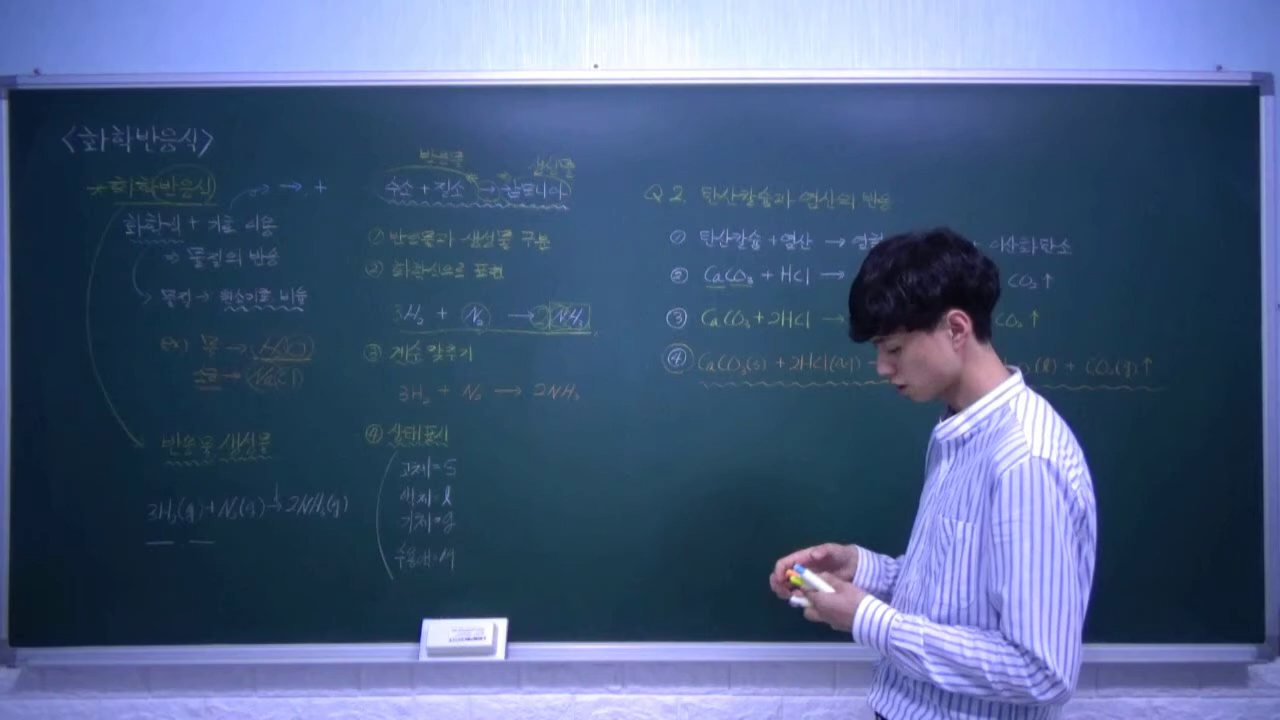 <화학반응식>
*화학반응식
→ +
화학식 + 기호 이용
⇒ 물질의 반응
물질 → 원소기호, 비율
ex) 물 →
수소 →
반응물 생성물
3H₂(g)+N₂(g) → 2NH₃(g)
반응물 생성물
수소 + 질소 → 암모니아
① 반응물과 생성물 구분
② 화학식으로 표현
3H₂ + N₂ → 2NH₃
③ 계수 맞추기
3H₂ + N₂ → 2NH₃
④ 상태표시
고체=S
액체=l
기체=g
Q 2. 탄산칼슘과 염산의 반응
① 탄산칼슘 + 염산 → 염화 + 이산화탄소
② CaCO₃ + HCl → CO₂↑
③ CaCO₃ + 2HCl → CO₂↑
④ CaCO₃(s) + 2HCl(aq) (l) + CO₂(g)↑